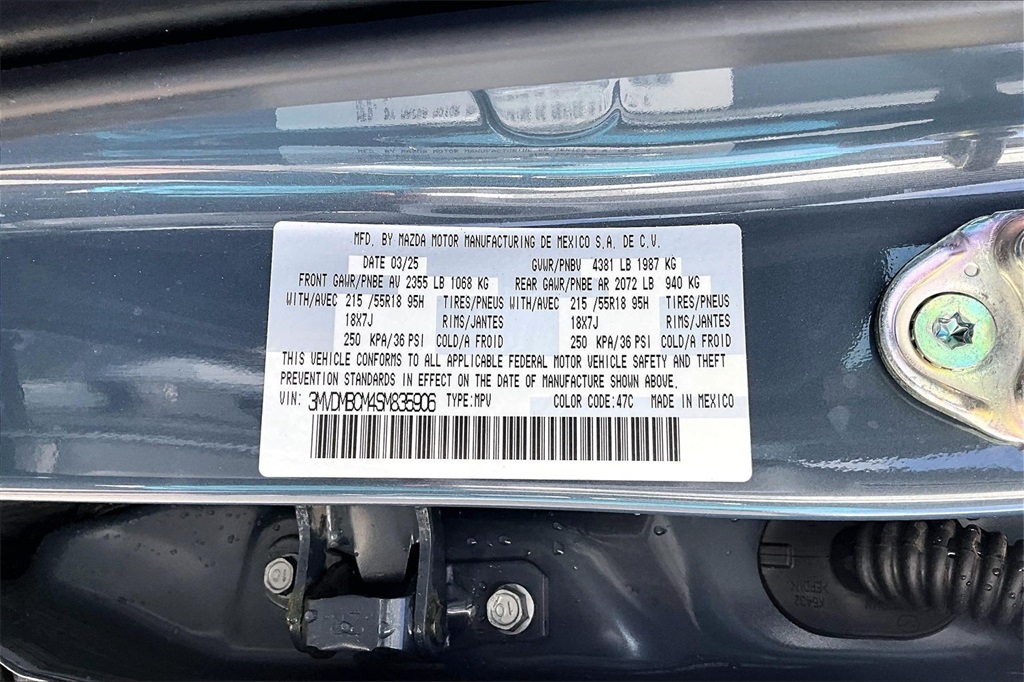 MFD. BY MAZDA MOTOR MANUFACTURING DE MEXICO S.A. DE C.V.
DATE 03/25 GVWR/PNBV 4381 LB 1987 KG
FRONT GAWR/PNBE AV 2355 LB 1068 KG REAR GAWR/PNBE AR 2072 LB 940 KG
WITH/AVEC 215 /55R18 95H TIRES/PNEUS WITH/AVEC 215 /55R18 95H TIRES/PNEUS
18X7J RIMS/JANTES 18X7J RIMS/JANTES
250 KPA/36 PSI COLD/A FROID 250 KPA/36 PSI COLD/A FROID
THIS VEHICLE CONFORMS TO ALL APPLICABLE FEDERAL MOTOR VEHICLE SAFETY AND THEFT
PREVENTION STANDARDS IN EFFECT ON THE DATE OF MANUFACTURE SHOWN ABOVE.
VIN: 3MVDMBCM4SM835906 TYPE:MPV COLOR CODE:47C MADE IN MEXICO
10
10